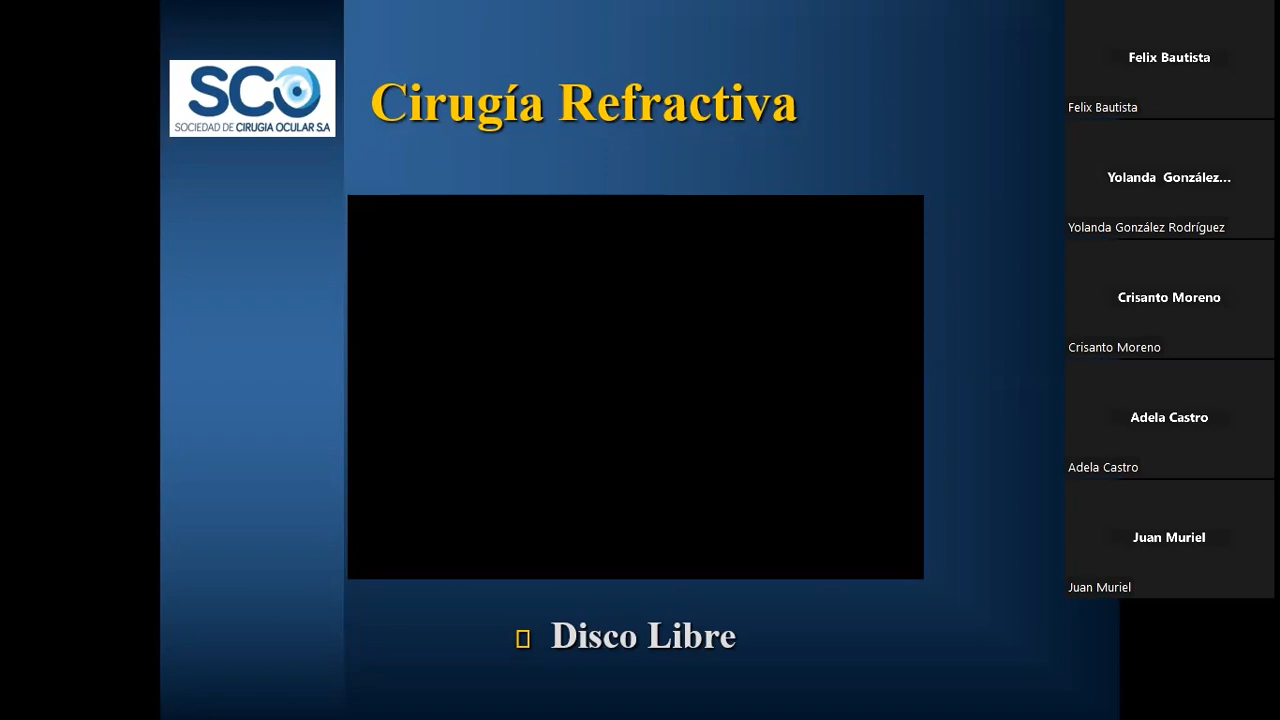 SCO
SOCIEDAD DE CIRUGIA OCULAR S.A
Cirugía Refractiva
Disco Libre
Felix Bautista
Felix Bautista
Yolanda González...
Yolanda González Rodríguez
Crisanto Moreno
Crisanto Moreno
Adela Castro
Adela Castro
Juan Muriel
Juan Muriel